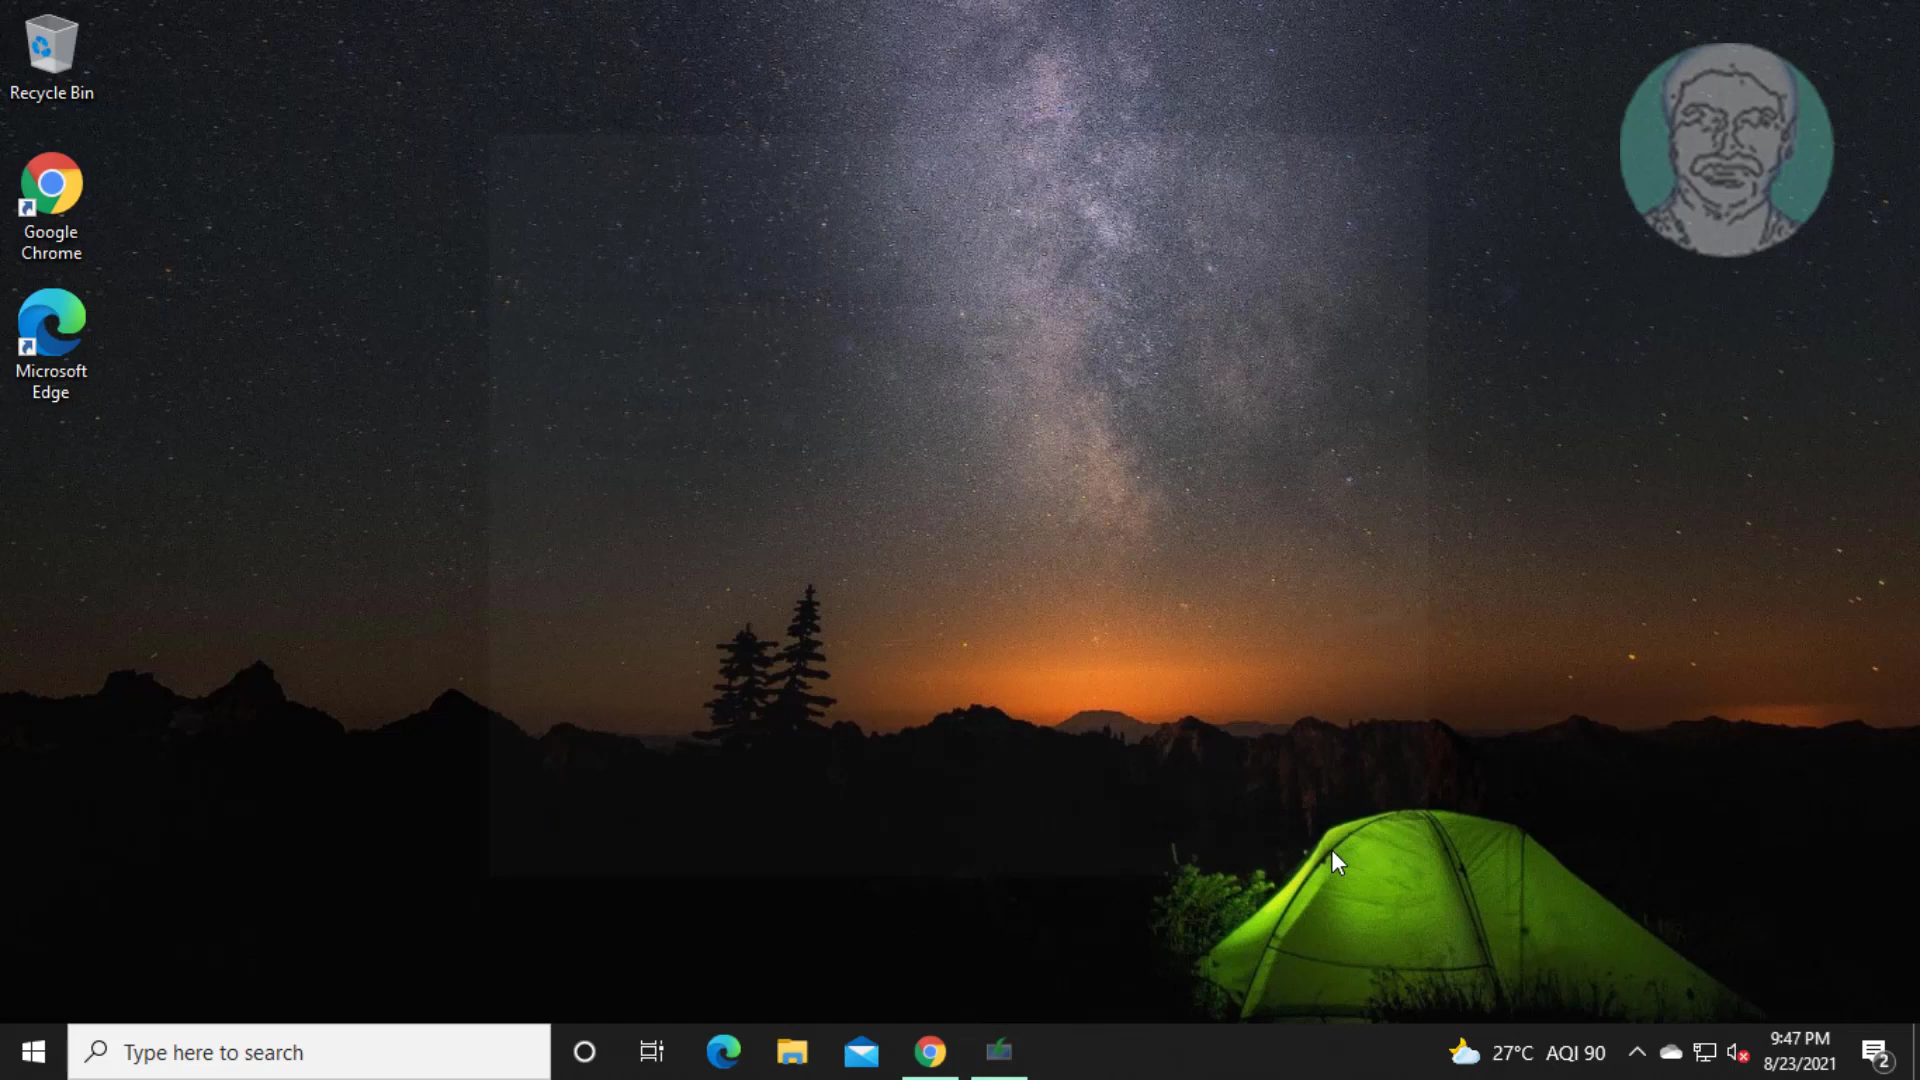 Recycle Bin
Google
Chrome
Microsoft
Edge
Type here to search
27°C AQI 90
9:47 PM
8/23/2021
2